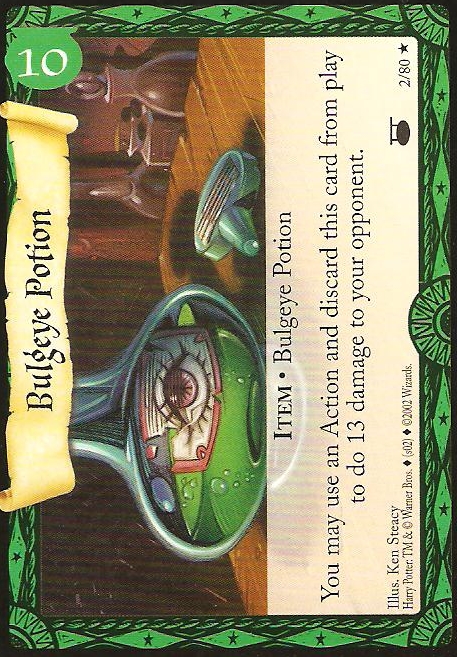 10
Bulgeye Potion
ITEM • Bulgeye Potion
You may use an Action and discard this card from play
to do 13 damage to your opponent.
Illus. Ken Steacy
Harry Potter, TM & © Warner Bros. ♦ (s02) ♦ ©2002 Wizards.
2/80 ★